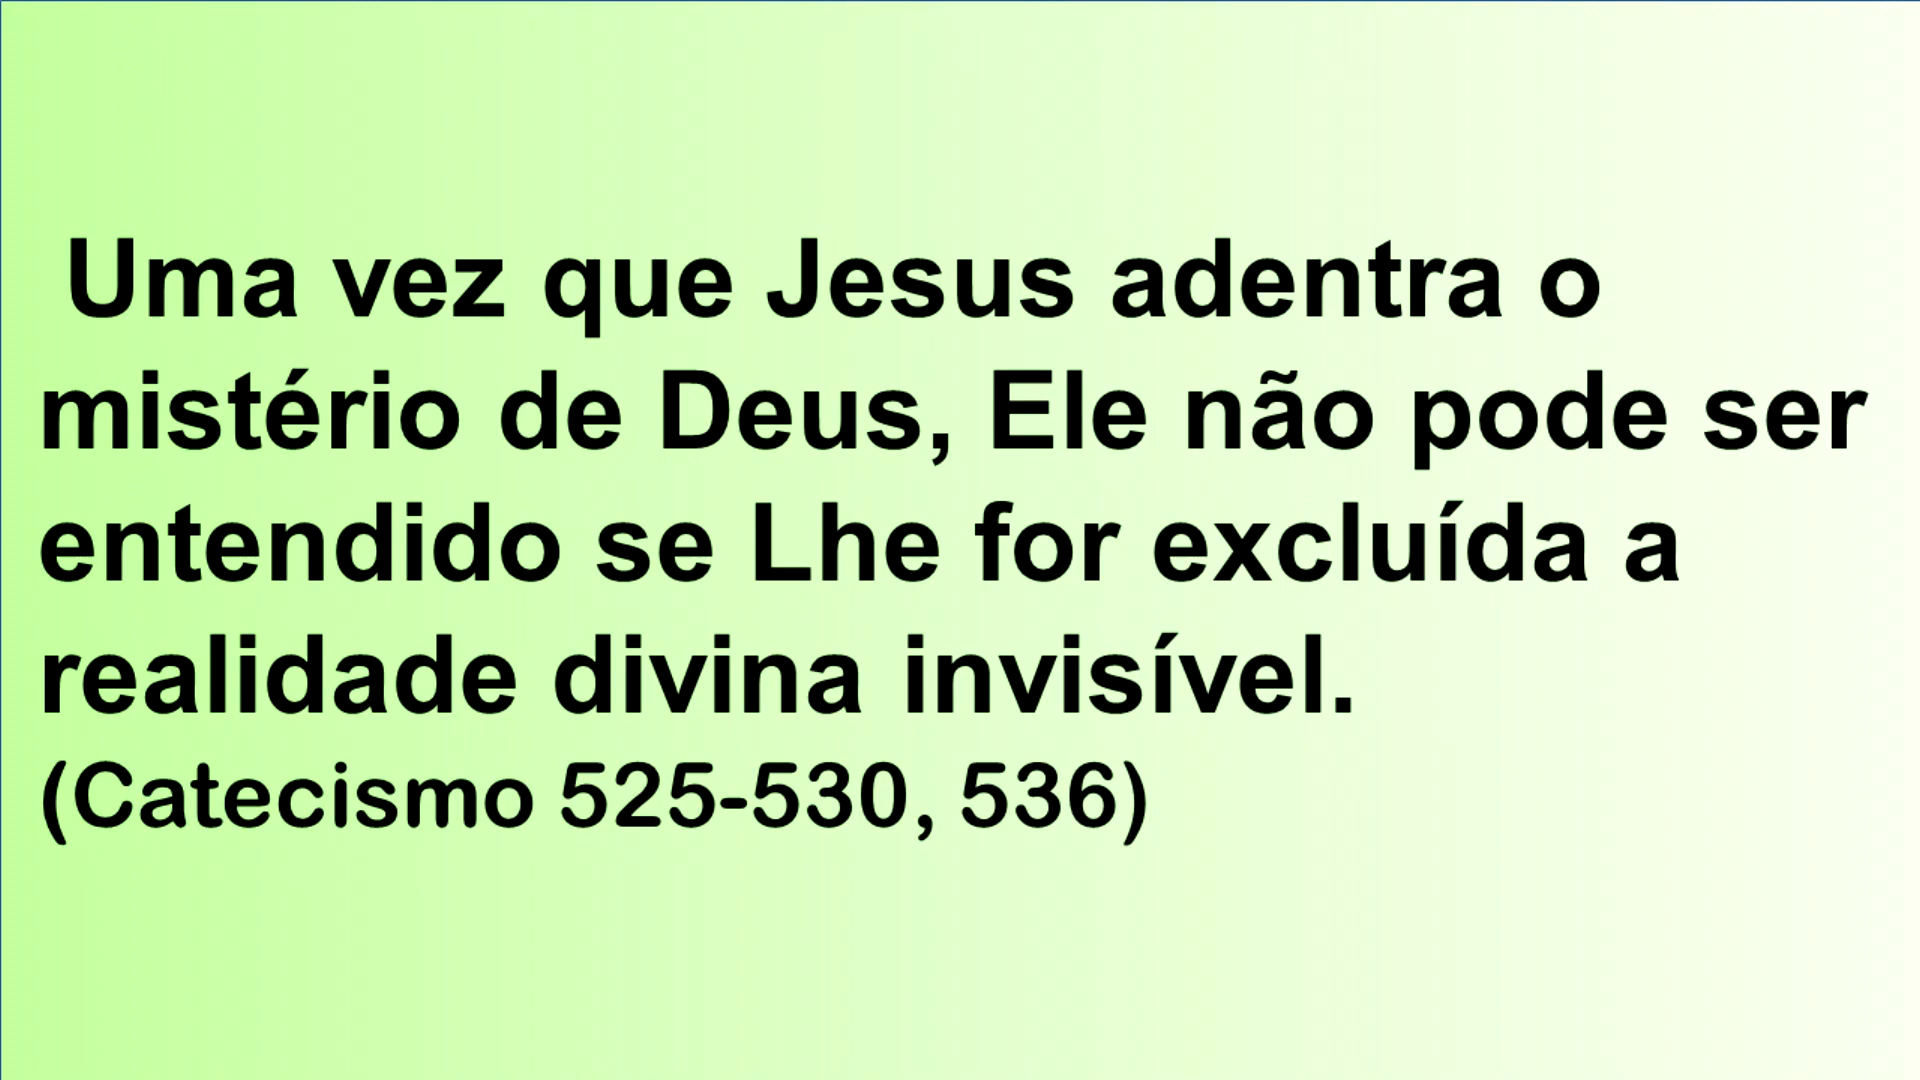 Uma vez que Jesus adentra o
mistério de Deus, Ele não pode ser
entendido se Lhe for excluída a
realidade divina invisível.
(Catecismo 525-530, 536)